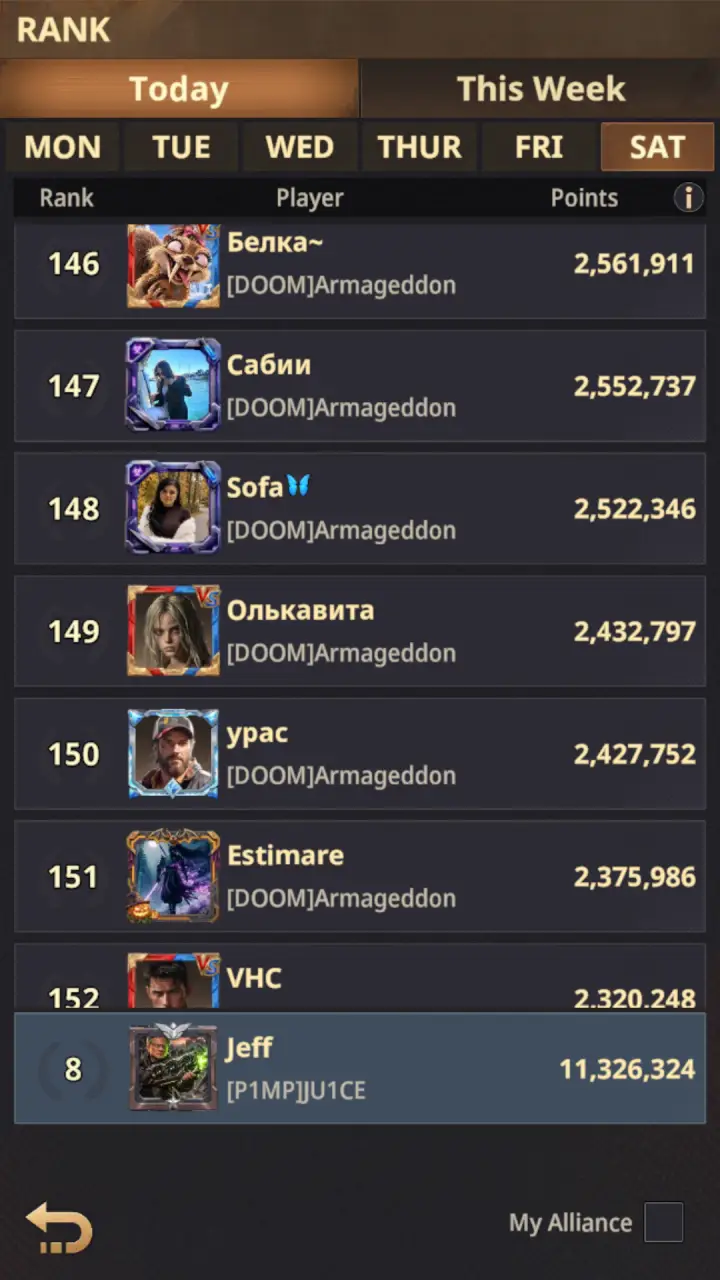 RANK
Today
This Week
MON TUE WED THUR FRI SAT
Rank Player Points
146 Белка~ 2,561,911
[DOOM]Armageddon
147 Сабии 2,552,737
[DOOM]Armageddon
148 Sofa🦋 2,522,346
[DOOM]Armageddon
149 Олькавита 2,432,797
[DOOM]Armageddon
150 урас 2,427,752
[DOOM]Armageddon
151 Estimare 2,375,986
[DOOM]Armageddon
152 VHC 2,320,248
8 Jeff 11,326,324
[P1MP]JU1CE
My Alliance